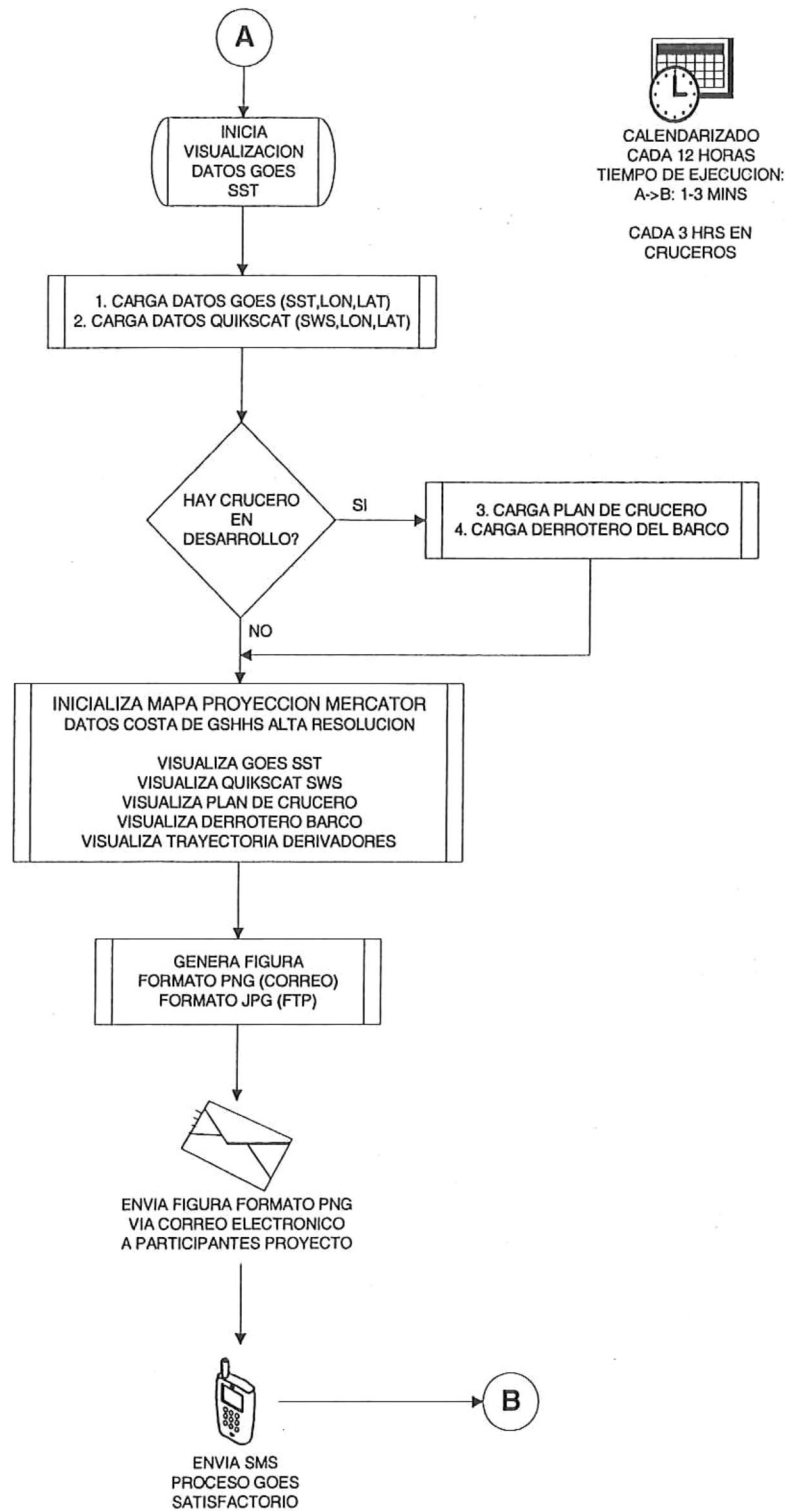 A
INICIA
VISUALIZACION
DATOS GOES
SST
CALENDARIZADO
CADA 12 HORAS
TIEMPO DE EJECUCION:
A->B: 1-3 MINS
CADA 3 HRS EN
CRUCEROS
1. CARGA DATOS GOES (SST,LON,LAT)
2. CARGA DATOS QUIKSCAT (SWS,LON,LAT)
HAY CRUCERO
EN
DESARROLLO?
SI
3. CARGA PLAN DE CRUCERO
4. CARGA DERROTERO DEL BARCO
NO
INICIALIZA MAPA PROYECCION MERCATOR
DATOS COSTA DE GSHHS ALTA RESOLUCION
VISUALIZA GOES SST
VISUALIZA QUIKSCAT SWS
VISUALIZA PLAN DE CRUCERO
VISUALIZA DERROTERO BARCO
VISUALIZA TRAYECTORIA DERIVADORES
GENERA FIGURA
FORMATO PNG (CORREO)
FORMATO JPG (FTP)
ENVIA FIGURA FORMATO PNG
VIA CORREO ELECTRONICO
A PARTICIPANTES PROYECTO
B
ENVIA SMS
PROCESO GOES
SATISFACTORIO